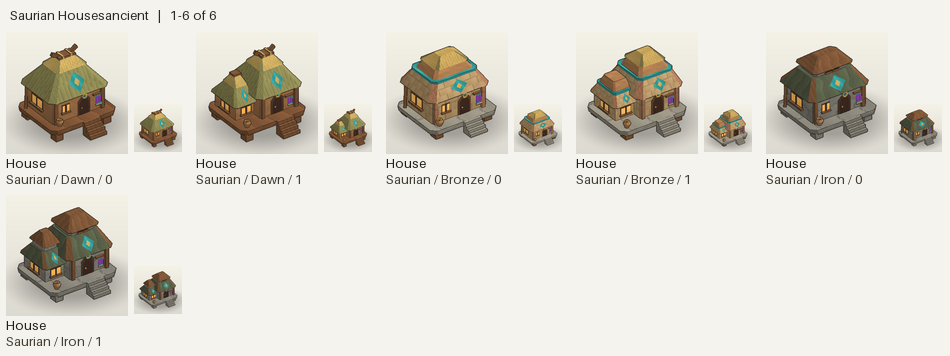 Saurian Housesancient | 1-6 of 6
House
Saurian / Dawn / 0
House
Saurian / Dawn / 1
House
Saurian / Bronze / 0
House
Saurian / Bronze / 1
House
Saurian / Iron / 0
House
Saurian / Iron / 1